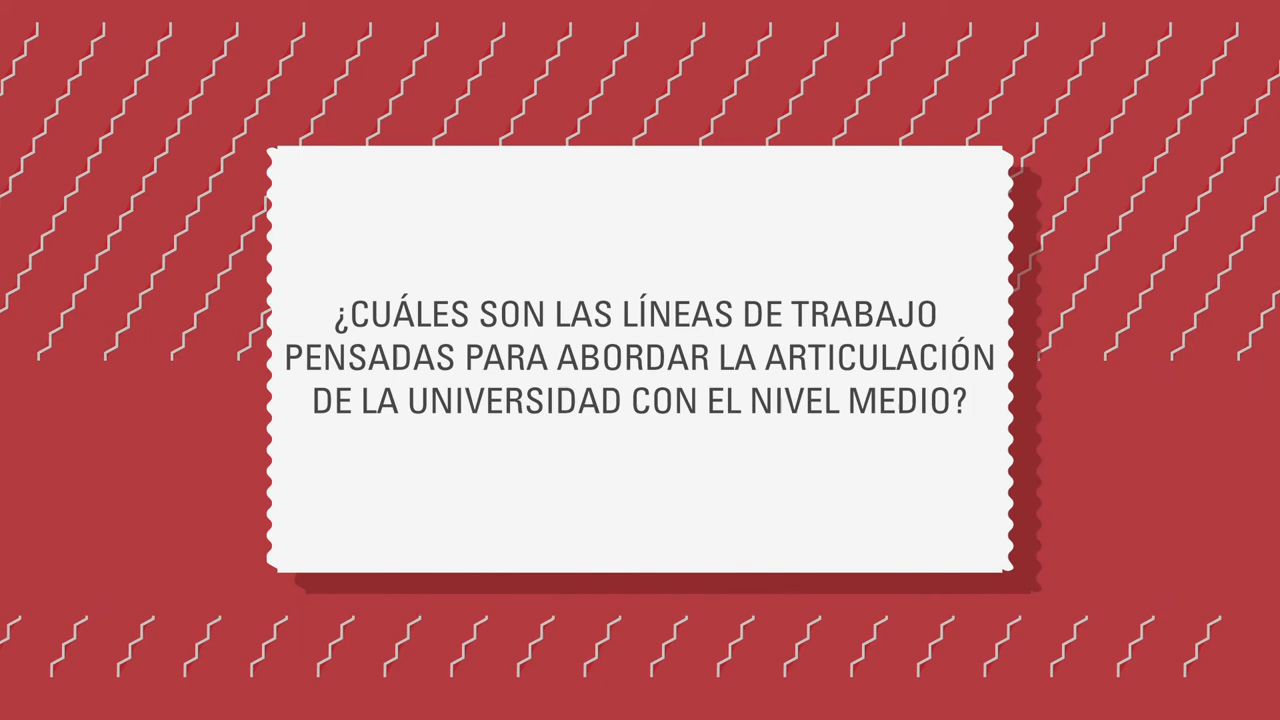 ¿CUÁLES SON LAS LÍNEAS DE TRABAJO
PENSADAS PARA ABORDAR LA ARTICULACIÓN
DE LA UNIVERSIDAD CON EL NIVEL MEDIO?